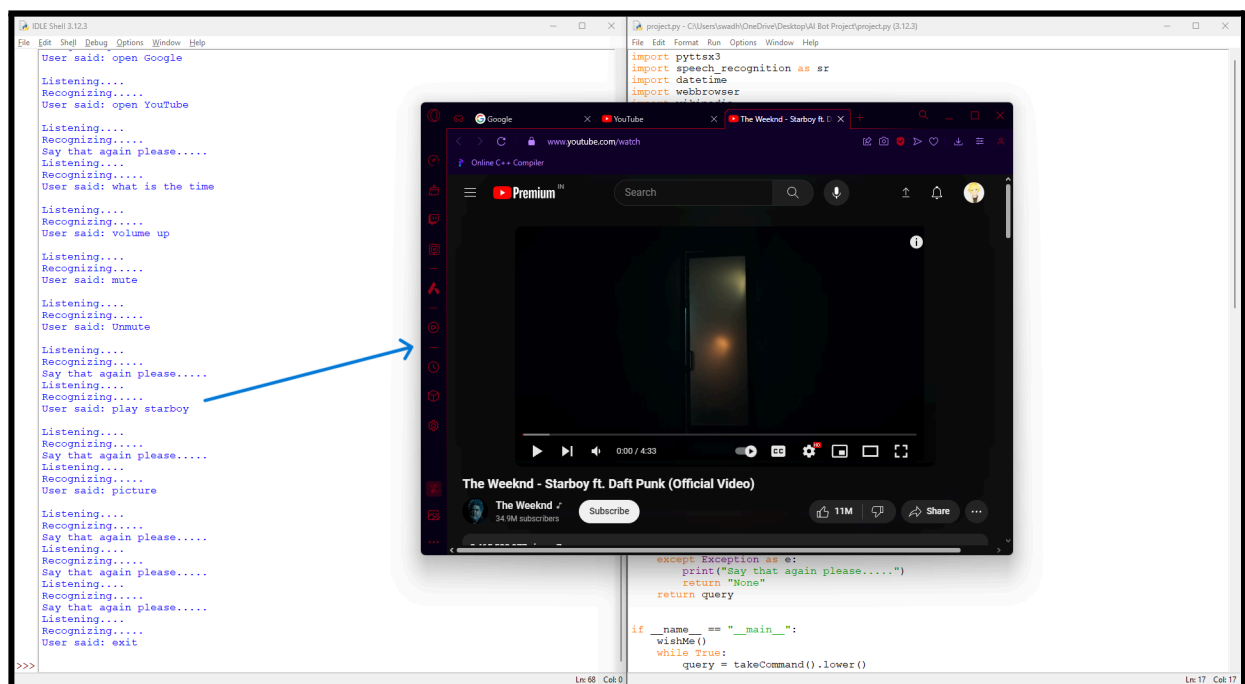 IDLE Shell 3.12.3
File Edit Shell Debug Options Window Help
User said: open Google
Listening....
Recognizing.....
User said: open YouTube
Listening....
Recognizing.....
Say that again please.....
Listening....
Recognizing.....
User said: what is the time
Listening....
Recognizing.....
User said: volume up
Listening....
Recognizing.....
User said: mute
Listening....
Recognizing.....
User said: Unmute
Listening....
Recognizing.....
Say that again please.....
Listening....
Recognizing.....
User said: play starboy
Listening....
Recognizing.....
Say that again please.....
Listening....
Recognizing.....
User said: picture
Listening....
Recognizing.....
Say that again please.....
Listening....
Recognizing.....
Say that again please.....
Listening....
Recognizing.....
Say that again please.....
Listening....
Recognizing.....
User said: exit
>>>
Ln: 68 Col: 0
project.py - C:\Users\swadh\OneDrive\Desktop\AI Bot Project\project.py (3.12.3)
File Edit Format Run Options Window Help
import pyttsx3
import speech_recognition as sr
import datetime
import webbrowser
Google
YouTube
The Weeknd - Starboy ft. D
www.youtube.com/watch
Online C++ Compiler
Premium IN
Search
0:00 / 4:33
CC
HD
The Weeknd - Starboy ft. Daft Punk (Official Video)
The Weeknd
34.9M subscribers
Subscribe
11M
Share
except Exception as e:
print("Say that again please.....")
return "None"
return query
if __name__ == "__main__":
wishMe()
while True:
query = takeCommand().lower()
Ln: 17 Col: 17